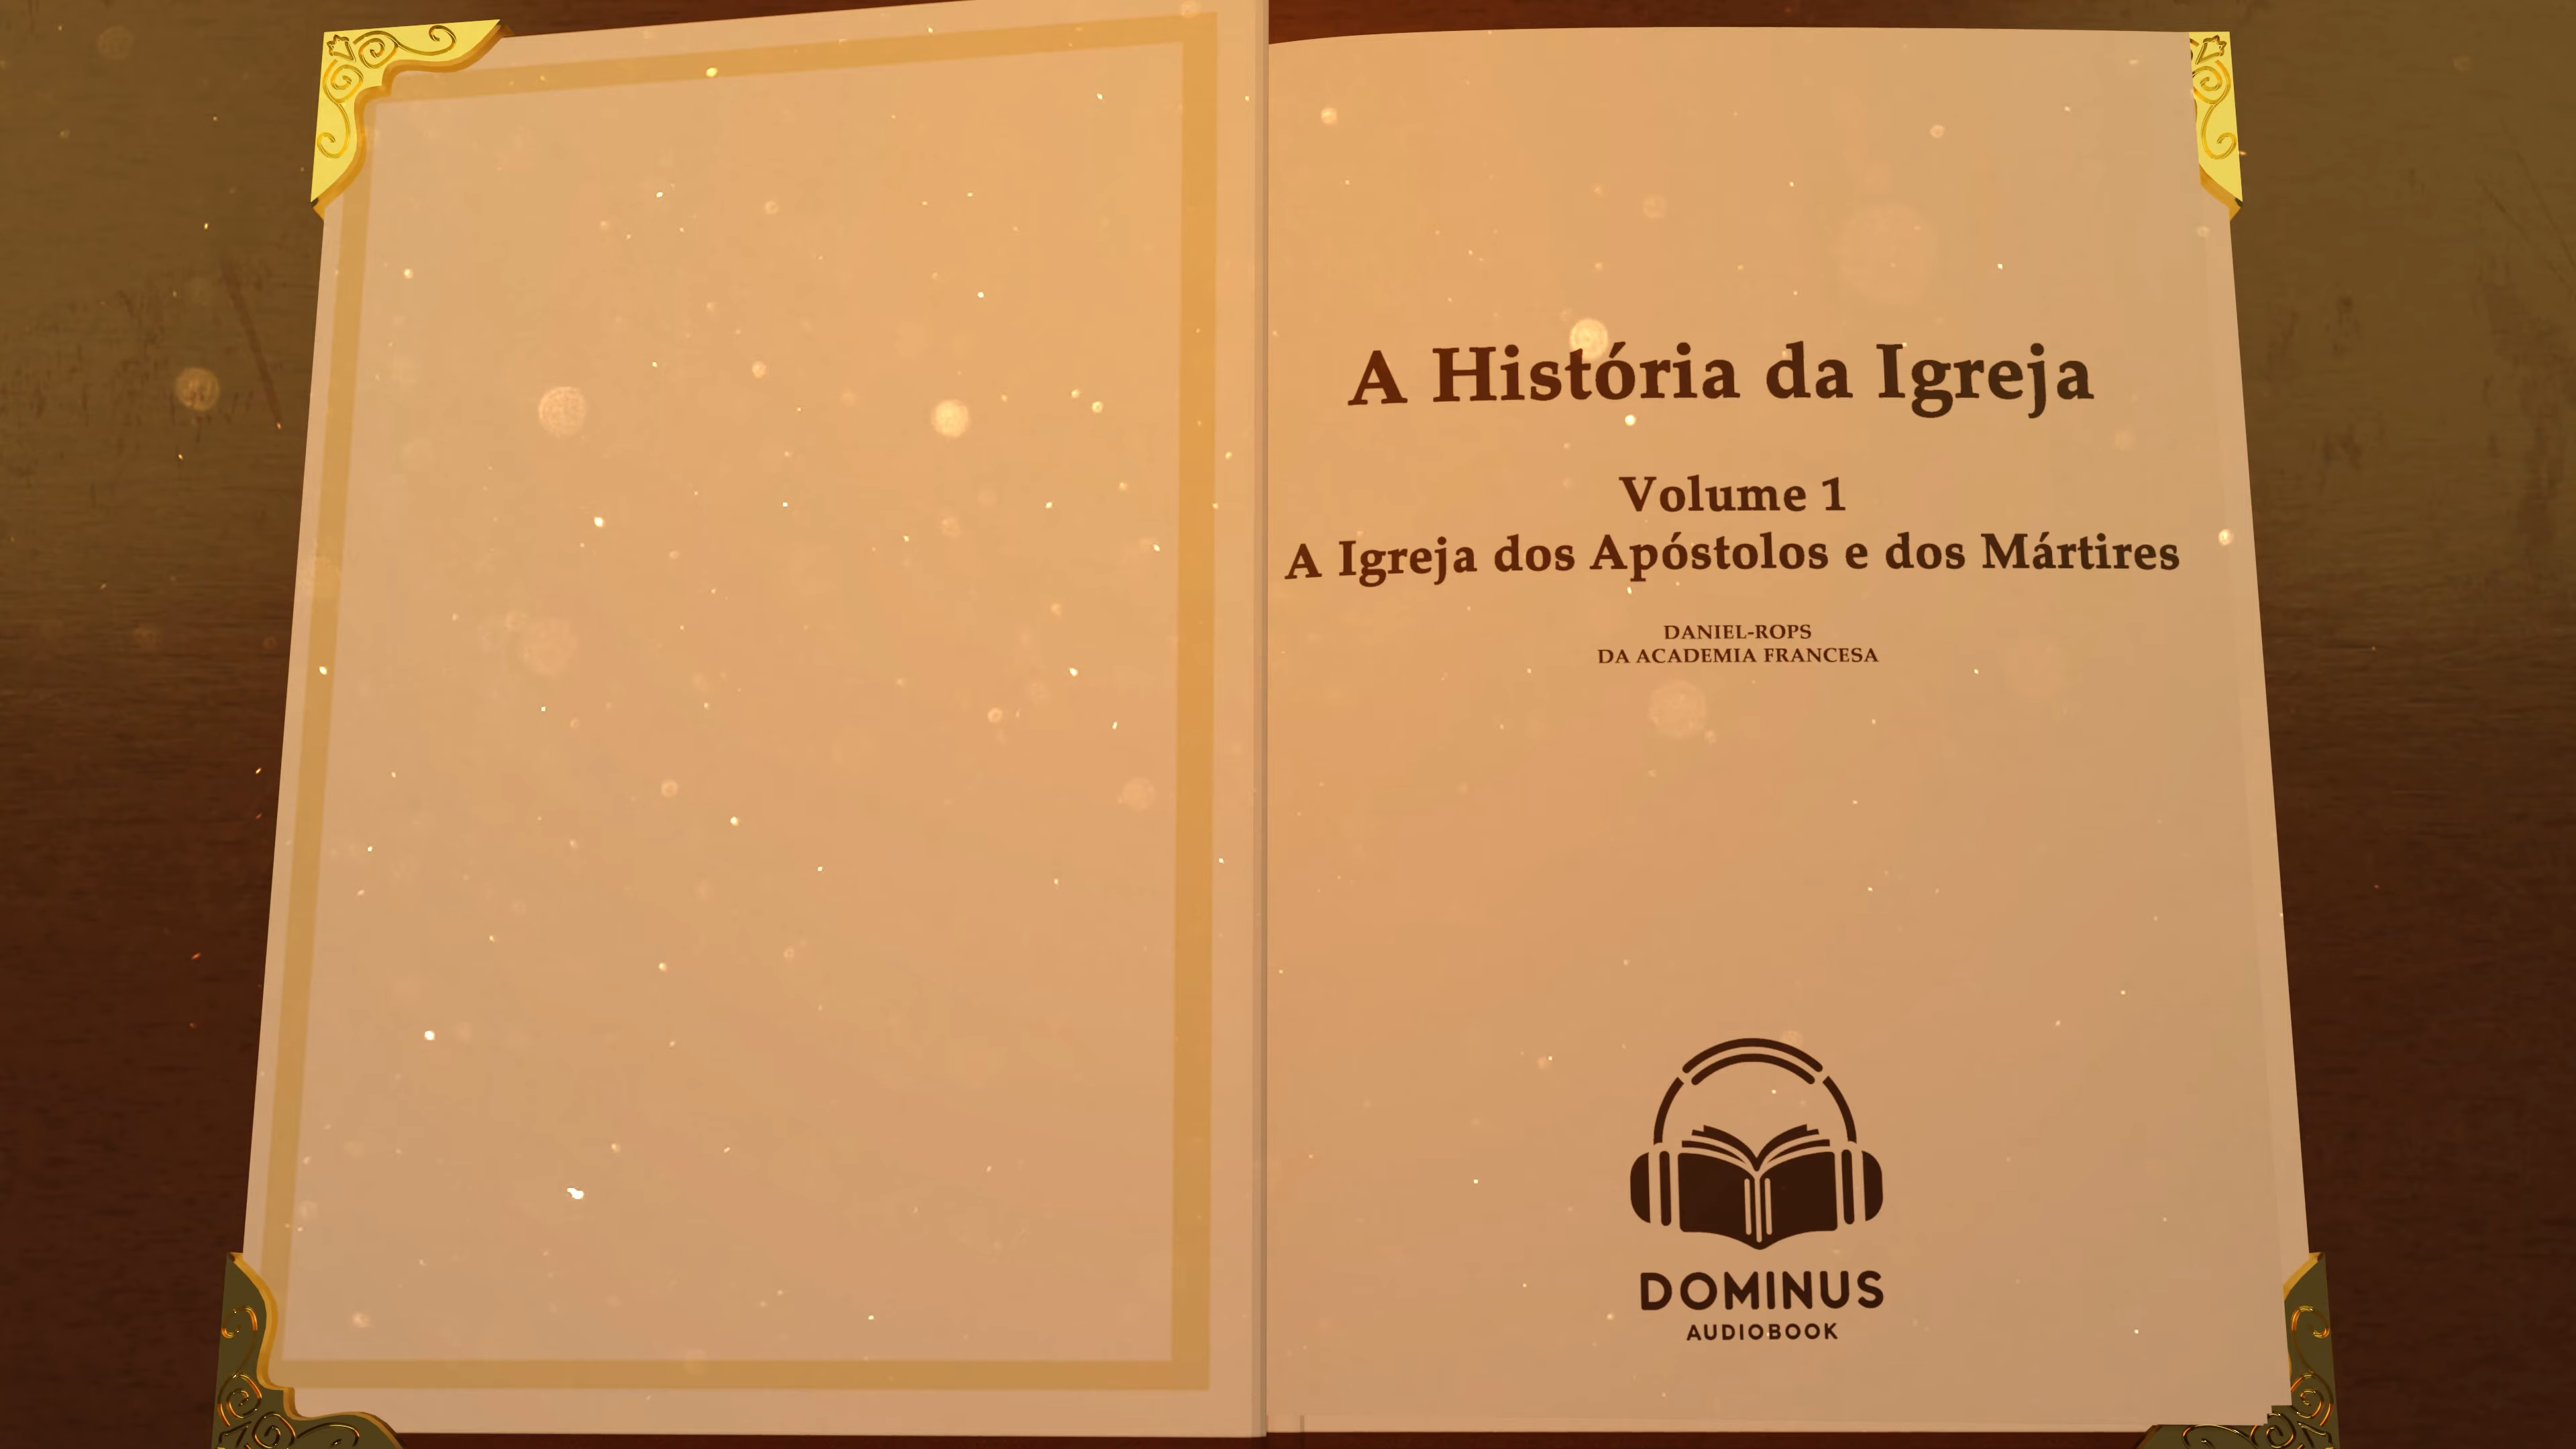 A História da Igreja
Volume 1
A Igreja dos Apóstolos e dos Mártires
DANIEL-ROPS
DA ACADEMIA FRANCESA
DOMINUS
AUDIOBOOK